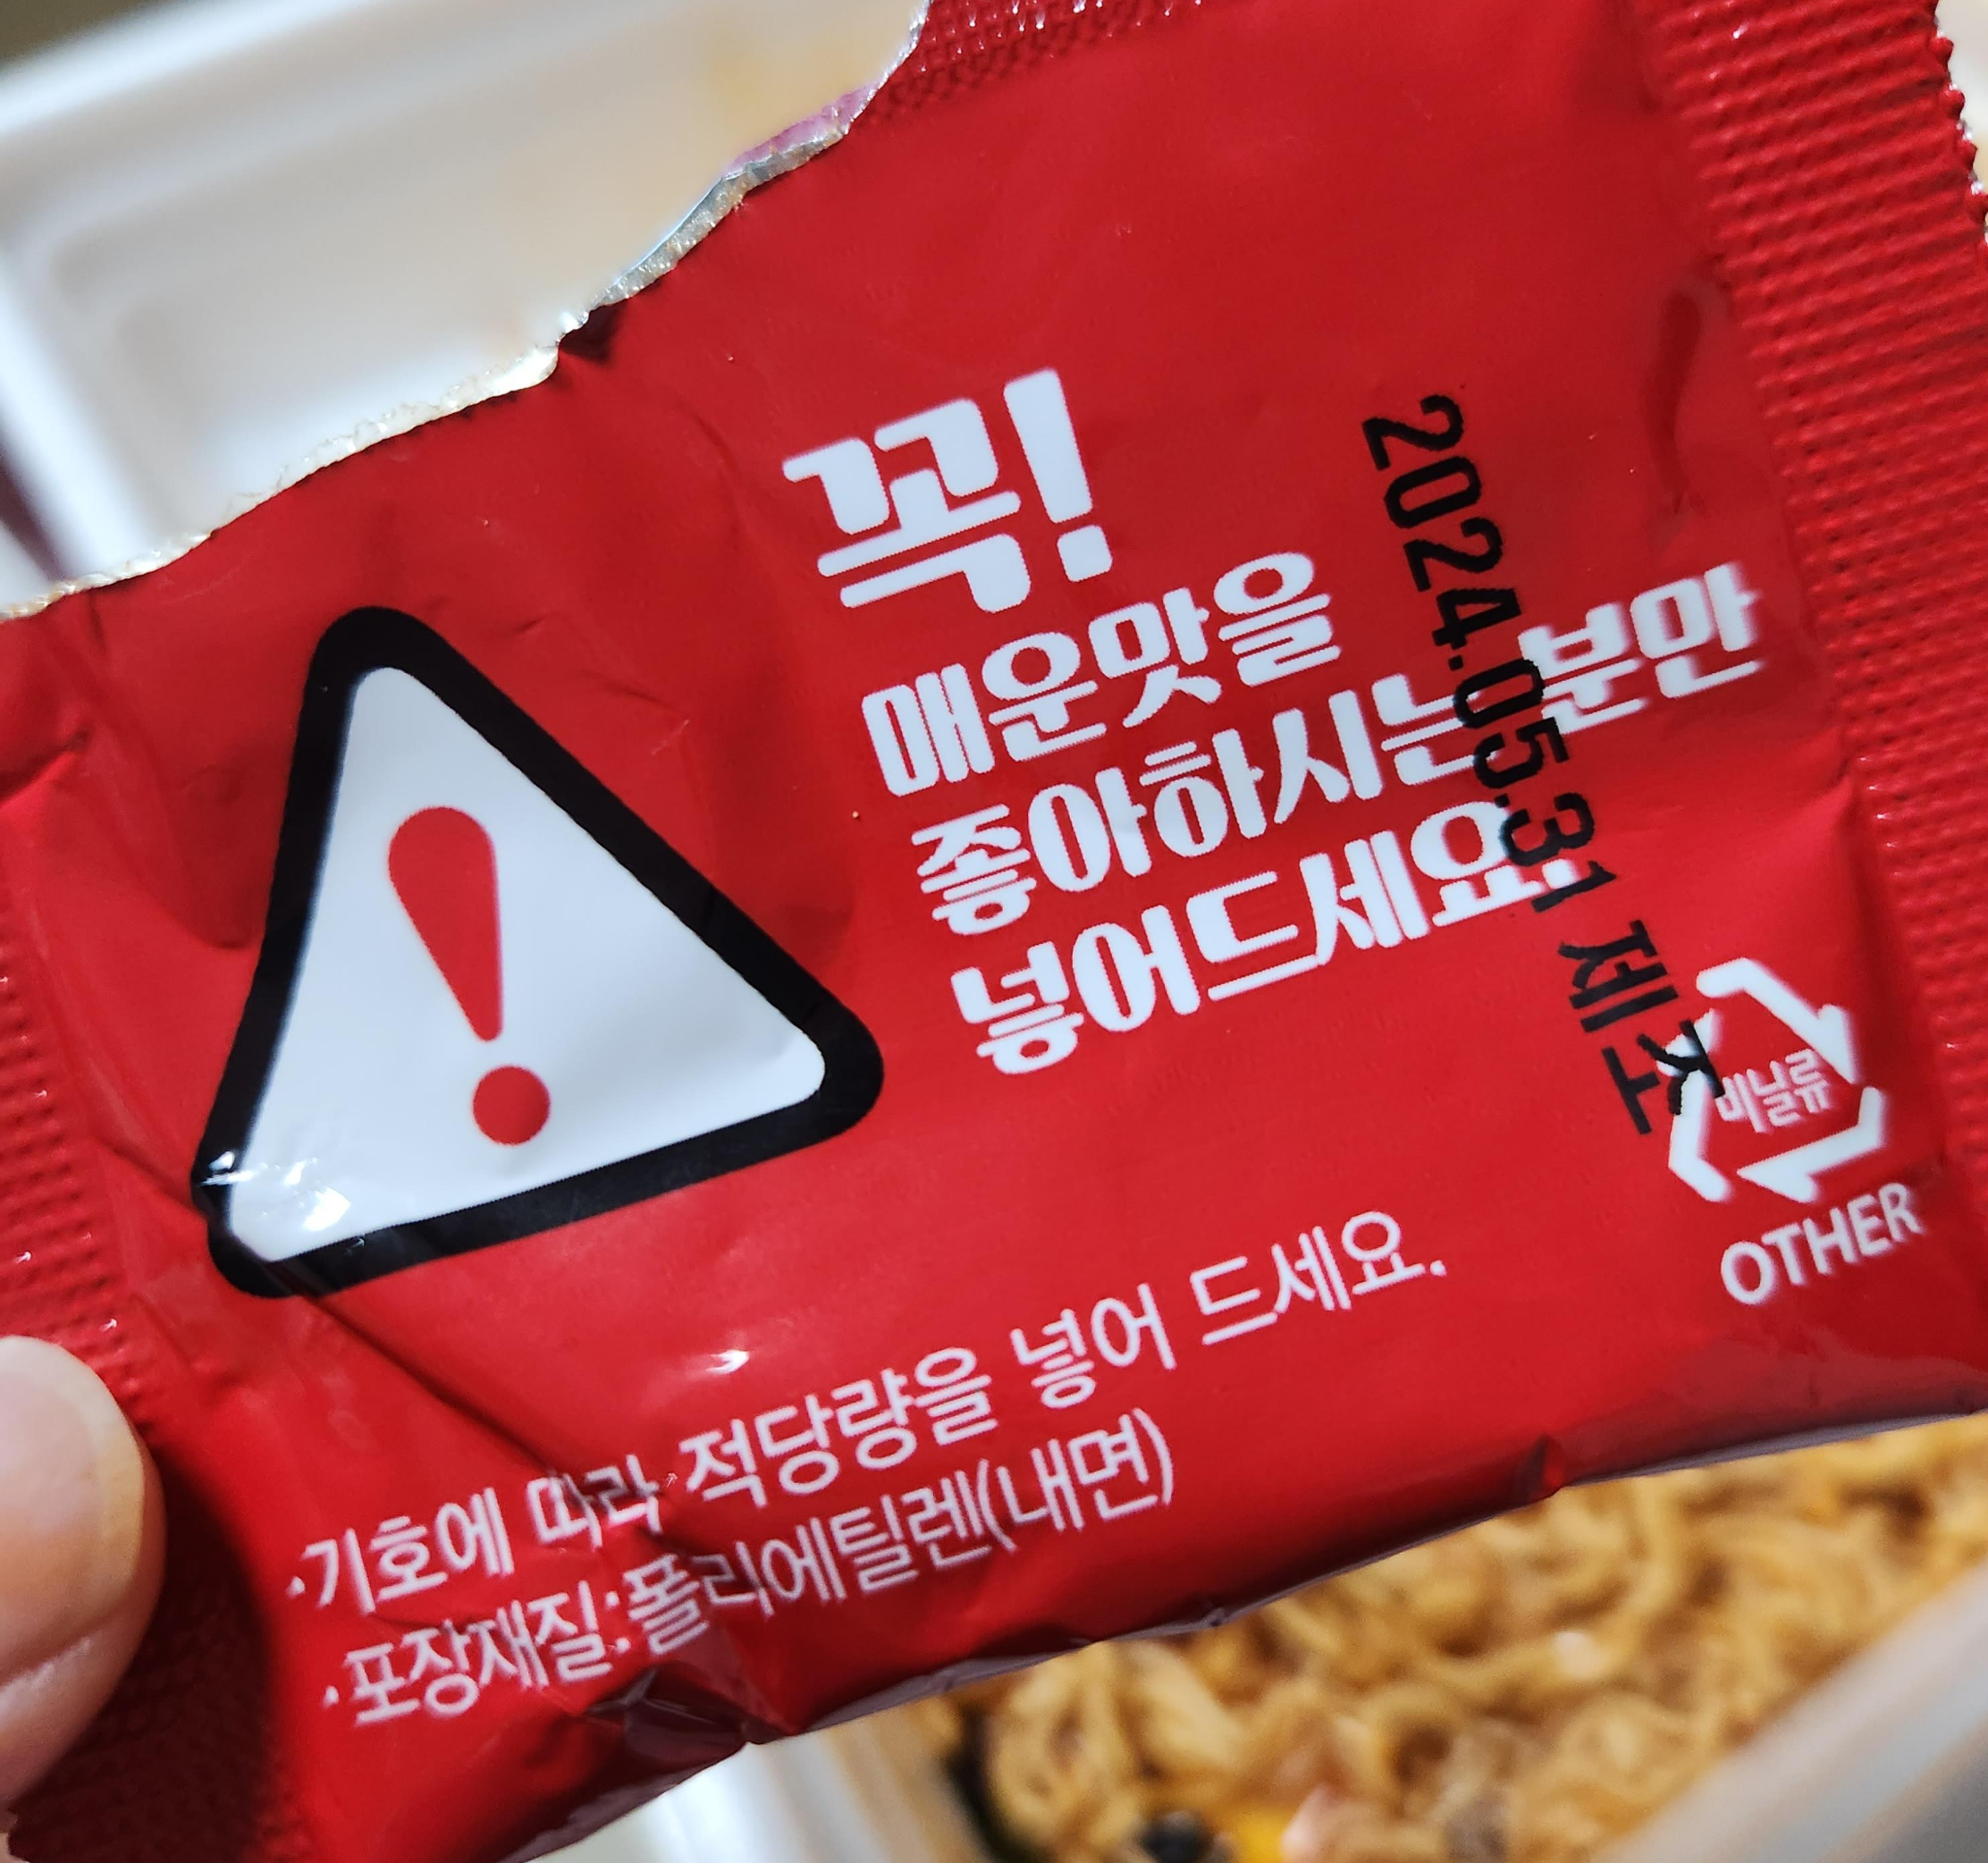 꼭!
매운맛을
좋아하시는 분만
넣어드세요.
2024.05.31 제조
비닐류
OTHER
·기호에 따라 적당량을 넣어 드세요.
·포장재질:폴리에틸렌(내면)